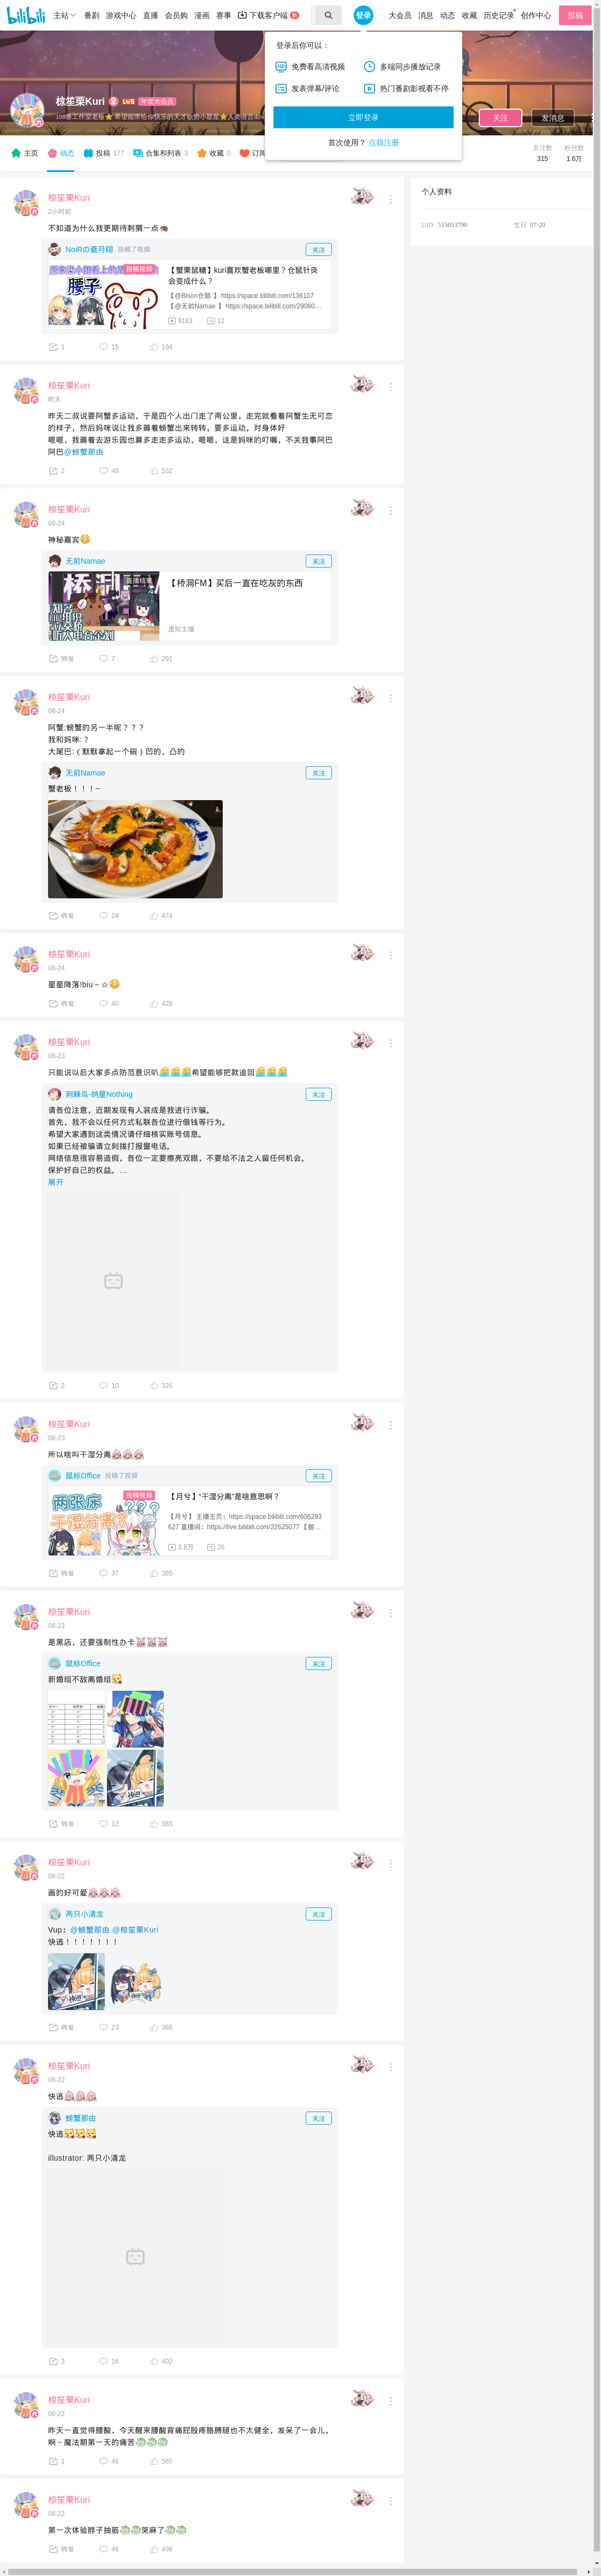 bilibili 主站 番剧 游戏中心 直播 会员购 漫画 赛事 下载客户端 新 登录 大会员 消息 动态 收藏 历史记录 创作中心 投稿
登录后你可以：
免费看高清视频 多端同步播放记录
发表弹幕/评论 热门番剧影视看不停
立即登录
首次使用？ 点我注册
椋笙栗Kuri LV5 年度大会员
关注 发消息
主页 动态 投稿 177 合集和列表 3 收藏 0 订阅
关注数 315
粉丝数 1.6万
个人资料
UID 515053790 生日 07-20
椋笙栗Kuri
2小时前
不知道为什么我更期待刺猬一点
NoiRの蒼月翔 投稿了视频
关注
投稿视频
腰子
【蟹栗鼠糖】kuri喜欢蟹老板哪里？仓鼠针灸
会变成什么？
【@Bison仓鼠 】https://space.bilibili.com/136107
【@无前Namae 】https://space.bilibili.com/29080...
9183 12
1 15 194
椋笙栗Kuri
昨天
昨天二叔说要阿蟹多运动，于是四个人出门走了两公里，走完就看着阿蟹生无可恋
的样子，然后妈咪说让我多薅着螃蟹出来转转，要多运动，对身体好
嗯嗯，我薅着去游乐园也算多走走多运动，嗯嗯，这是妈咪的叮嘱，不关我事阿巴
阿巴@螃蟹那由
2 48 532
椋笙栗Kuri
08-24
神秘嘉宾
无前Namae
关注
直播结束
【桥洞FM】买后一直在吃灰的东西
虚拟主播
转发 7 291
椋笙栗Kuri
08-24
阿蟹:螃蟹的另一半呢？？？
我和妈咪:？
大尾巴:（默默拿起一个碗）凹的，凸的
无前Namae
关注
蟹老板！！！~
转发 24 474
椋笙栗Kuri
08-24
星星降落!biu－☆
转发 40 428
椋笙栗Kuri
08-23
只能说以后大家多点防范意识叭希望能够把款追回
荆棘鸟-纳星Nothing
关注
请各位注意，近期发现有人装成是我进行诈骗。
首先，我不会以任何方式私联各位进行借钱等行为。
希望大家遇到这类情况请仔细核实账号信息。
如果已经被骗请立刻拨打报警电话。
网络信息很容易造假，各位一定要擦亮双眼，不要给不法之人留任何机会。
保护好自己的权益。...
展开
2 10 326
椋笙栗Kuri
08-23
所以啥叫干湿分离
鼠标Office 投稿了视频
关注
投稿视频
两张床
干湿分离？
【月兮】“干湿分离”是啥意思啊？
【月兮】 主播主页：https://space.bilibili.com/606293
627 直播间：https://live.bilibili.com/22625077 【姬...
3.8万 26
转发 37 385
椋笙栗Kuri
08-23
是黑店，还要强制性办卡
鼠标Office
关注
新婚组不敌离婚组
转发 12 383
椋笙栗Kuri
08-22
画的好可爱
两只小清龙
关注
Vup：@螃蟹那由 @椋笙栗Kuri
快逃！！！！！！！
转发 23 388
椋笙栗Kuri
08-22
快逃
螃蟹那由
关注
快逃
illustrator: 两只小清龙
3 16 402
椋笙栗Kuri
08-22
昨天一直觉得腰酸，今天醒来腰酸背痛屁股疼胳膊腿也不太健全，发呆了一会儿，
啊－魔法期第一天的痛苦
1 46 565
椋笙栗Kuri
08-22
第一次体验脖子抽筋哭麻了
转发 46 498